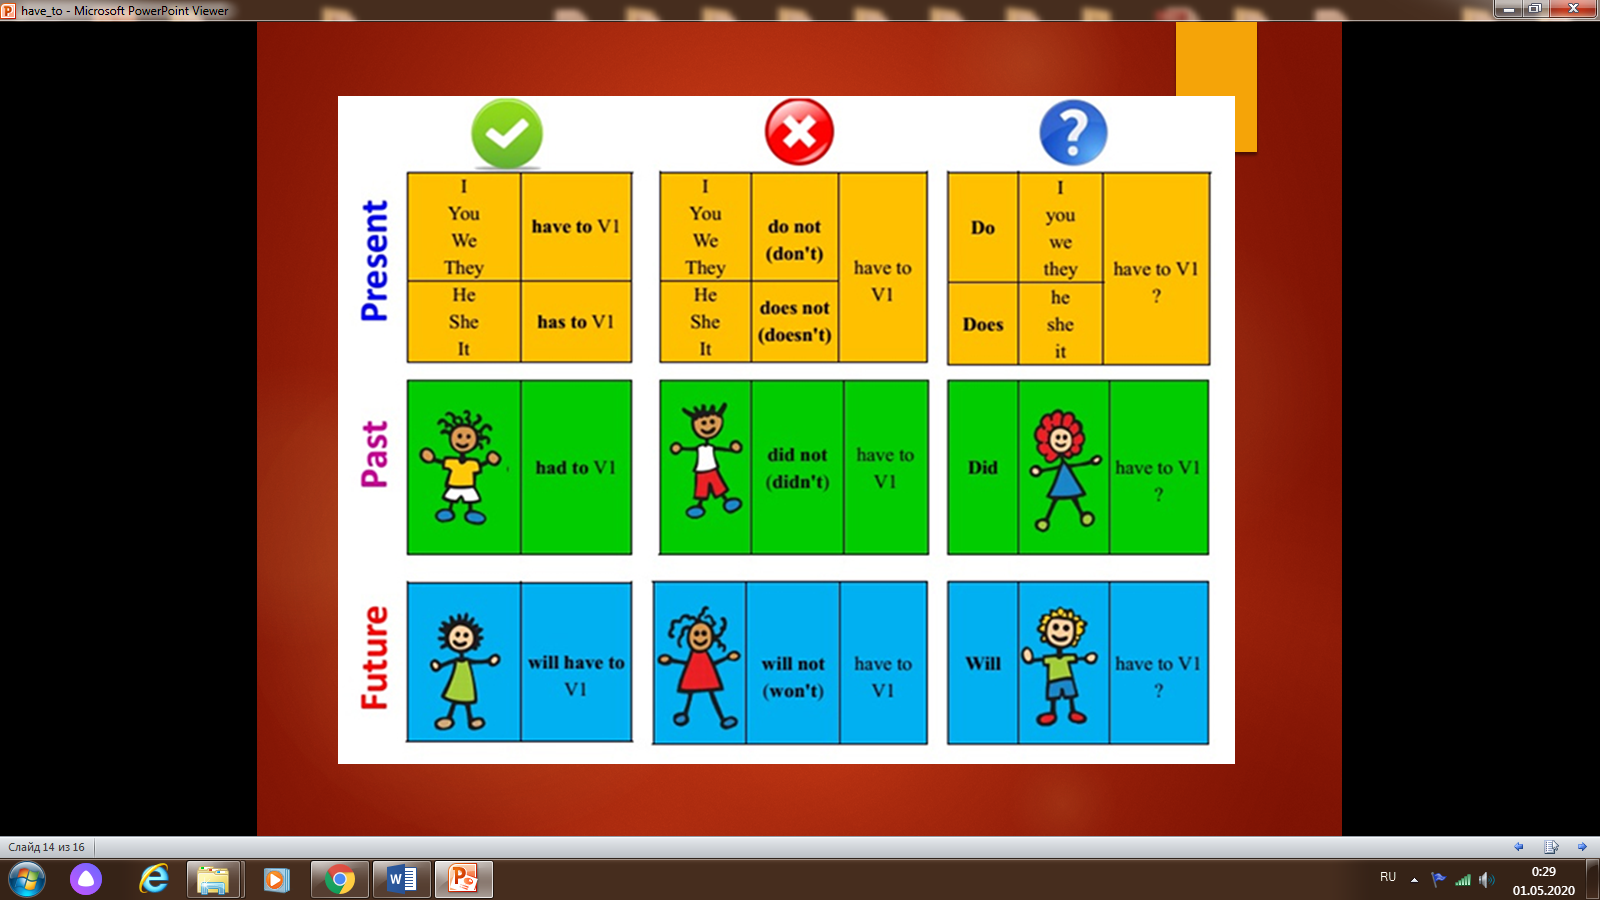 have_to - Microsoft PowerPoint Viewer
Present
I
You
We
They
have to V1
He
She
It
has to V1
I
You
We
They
do not
(don't)
He
She
It
does not
(doesn't)
have to
V1
Do
I
you
we
they
Does
he
she
it
have to V1
?
Past
had to V1
did not
(didn't)
have to
V1
Did
have to V1
?
Future
will have to
V1
will not
(won't)
have to
V1
Will
have to V1
?
Слайд 14 из 16
RU
0:29
01.05.2020